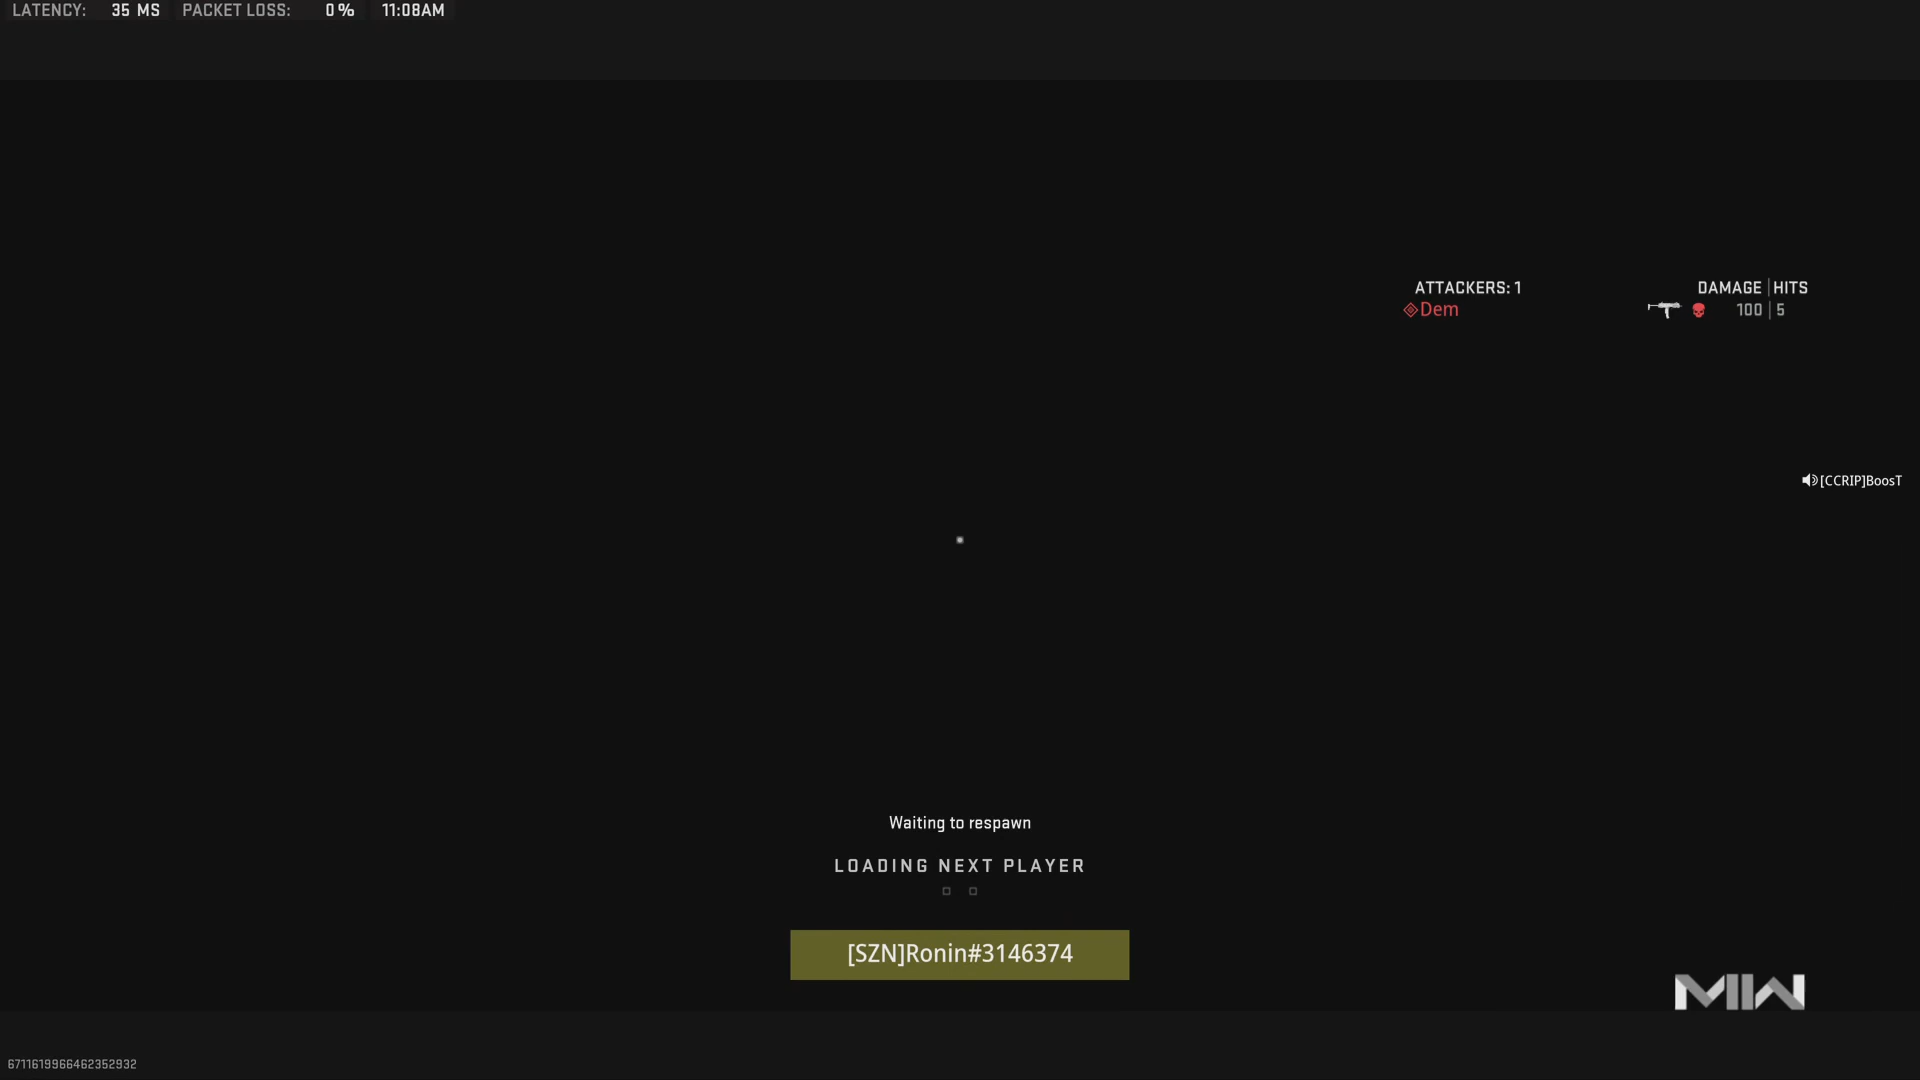 LATENCY: 35 MS PACKET LOSS: 0% 11:08AM
ATTACKERS: 1 DAMAGE | HITS
Dem 100 | 5
[CCRIP]BoosT
Waiting to respawn
LOADING NEXT PLAYER
[SZN]Ronin#3146374
MW
6711619966462352932